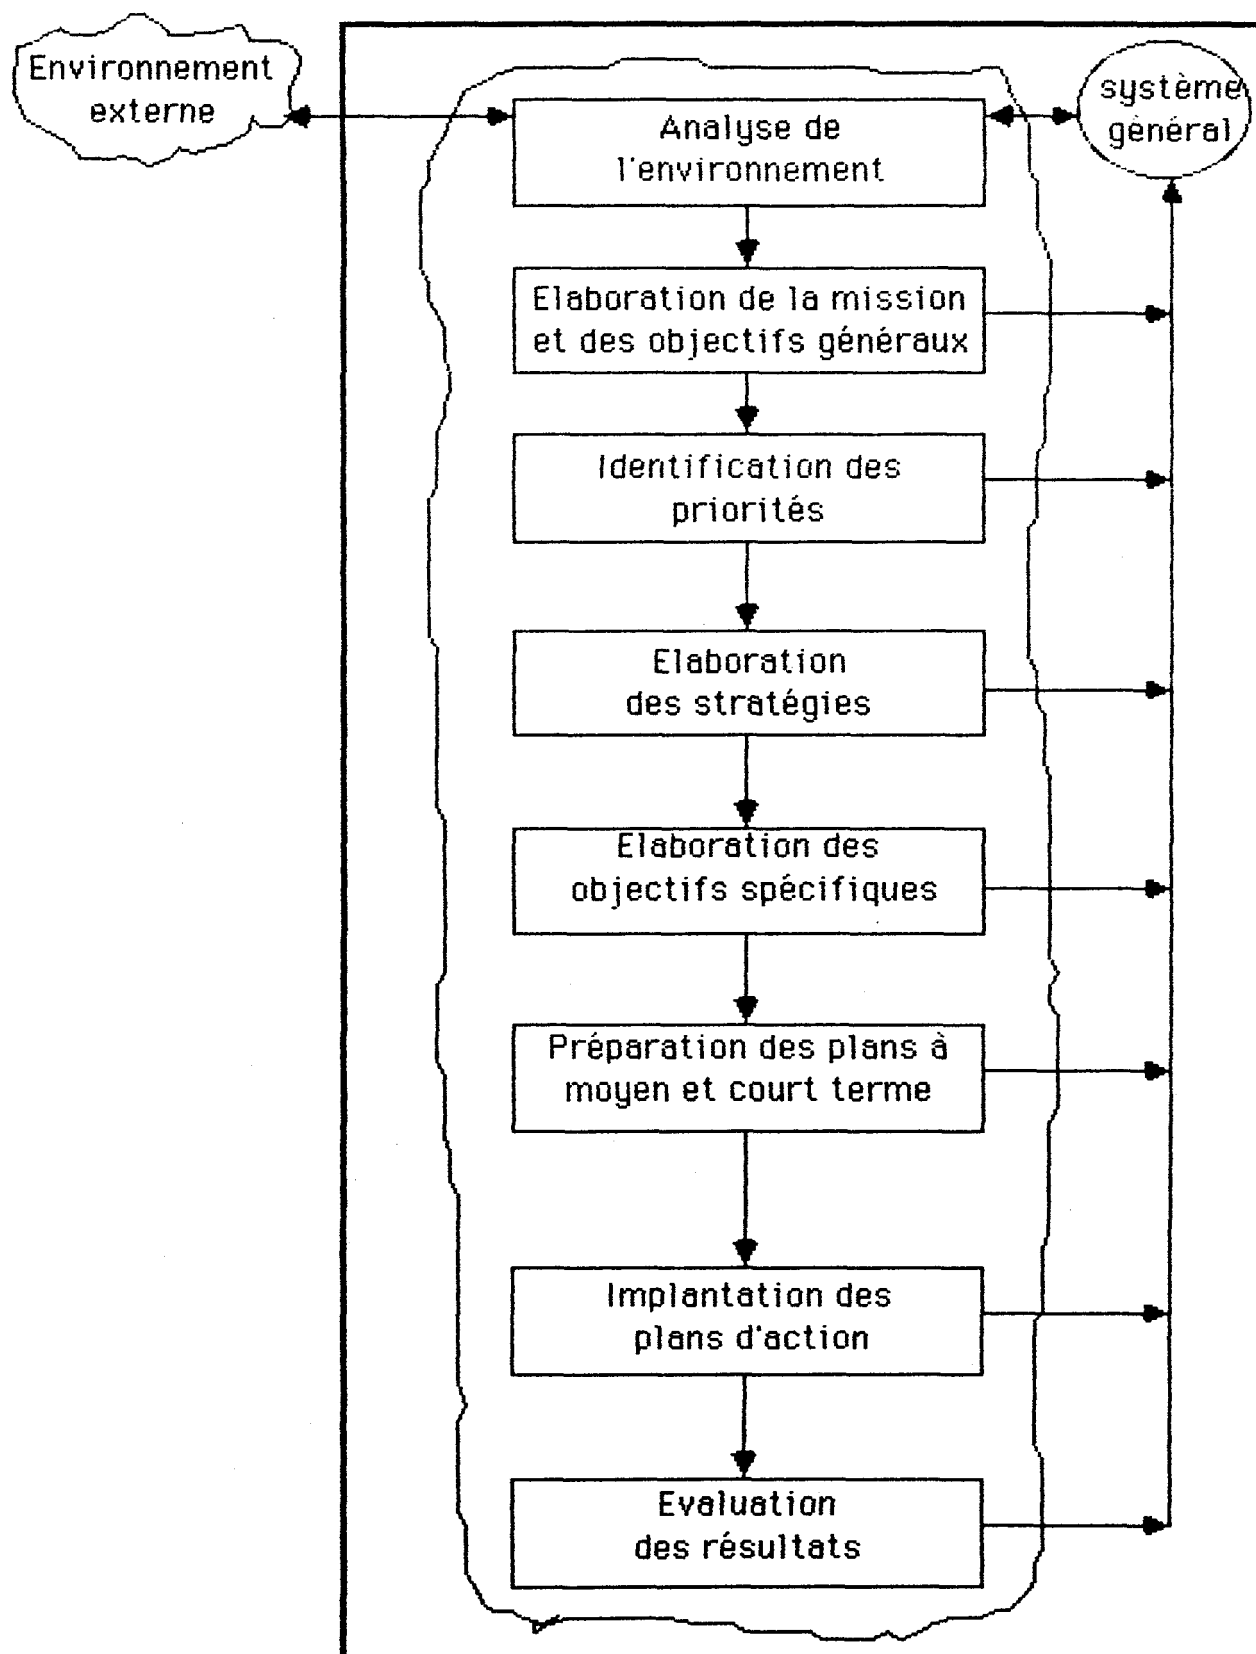 Environnement
externe
système
général
Analyse de
l'environnement
Elaboration de la mission
et des objectifs généraux
Identification des
priorités
Elaboration
des stratégies
Elaboration des
objectifs spécifiques
Préparation des plans à
moyen et court terme
Implantation des
plans d'action
Evaluation
des résultats